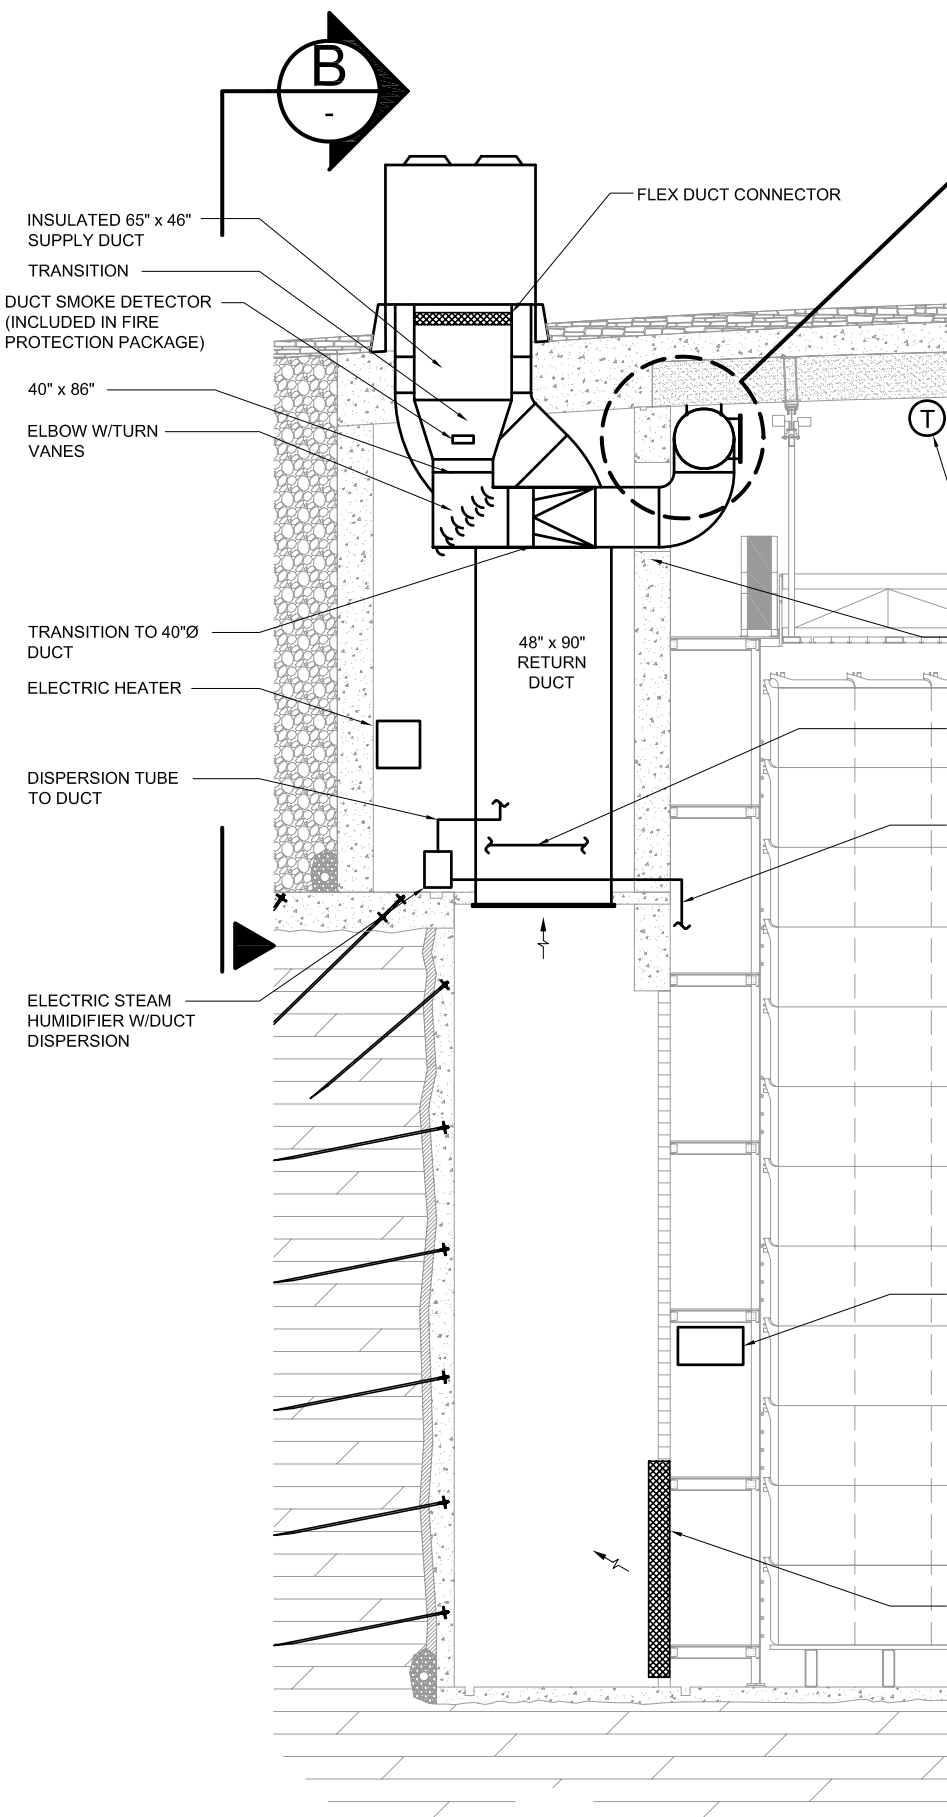 B
-
FLEX DUCT CONNECTOR
INSULATED 65" x 46"
SUPPLY DUCT
TRANSITION
DUCT SMOKE DETECTOR
(INCLUDED IN FIRE
PROTECTION PACKAGE)
40" x 86"
ELBOW W/TURN
VANES
T
TRANSITION TO 40"Ø
DUCT
48" x 90"
RETURN
DUCT
ELECTRIC HEATER
DISPERSION TUBE
TO DUCT
ELECTRIC STEAM
HUMIDIFIER W/DUCT
DISPERSION